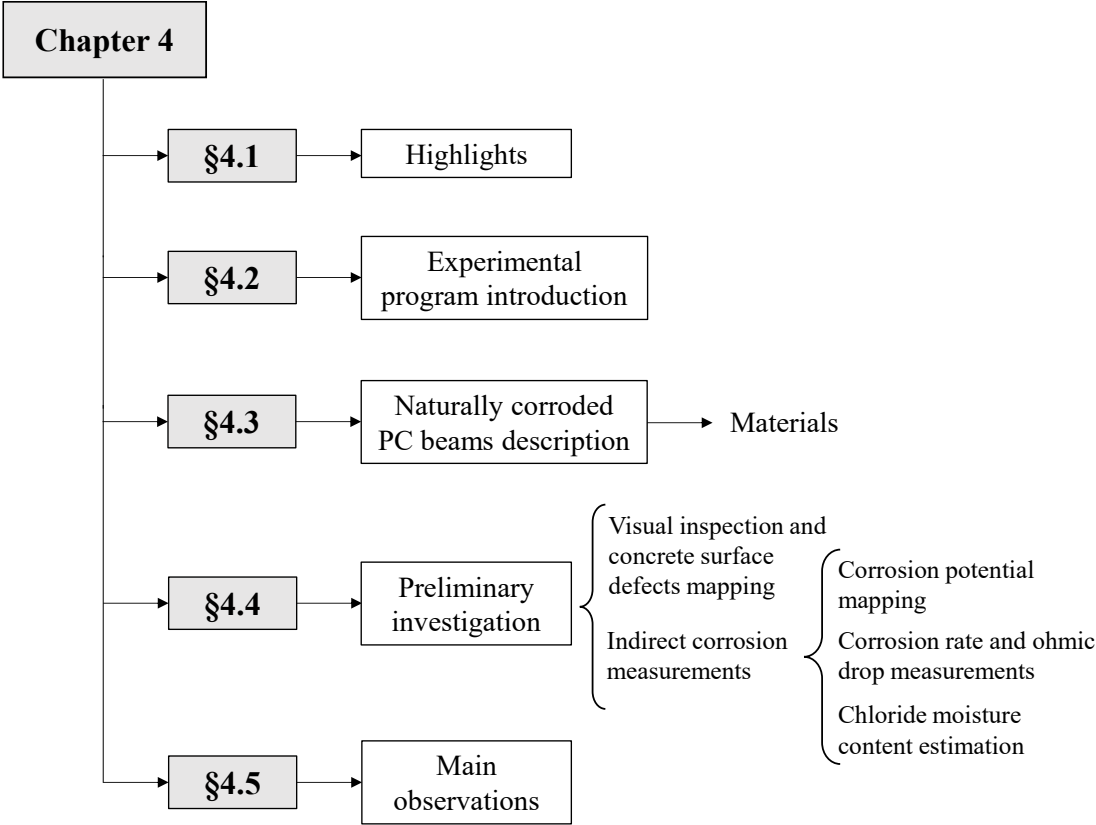 Chapter 4
§4.1
Highlights
§4.2
Experimental
program introduction
§4.3
Naturally corroded
PC beams description
Materials
§4.4
Preliminary
investigation
Visual inspection and
concrete surface
defects mapping
Indirect corrosion
measurements
Corrosion potential
mapping
Corrosion rate and ohmic
drop measurements
Chloride moisture
content estimation
§4.5
Main
observations